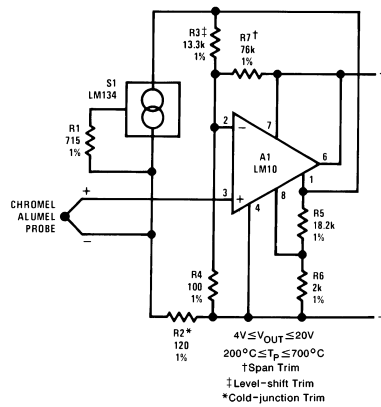 R3‡
13.3k
1%
R7†
76k
1%
S1
LM134
R1
715
1%
2
−
7
A1
LM10
6
1
3
+
4
8
CHROMEL
ALUMEL
PROBE
+
−
R5
18.2k
1%
R4
100
1%
R6
2k
1%
R2*
120
1%
4V≤VOUT≤20V
200°C≤TP≤700°C
†Span Trim
‡Level-shift Trim
*Cold-junction Trim